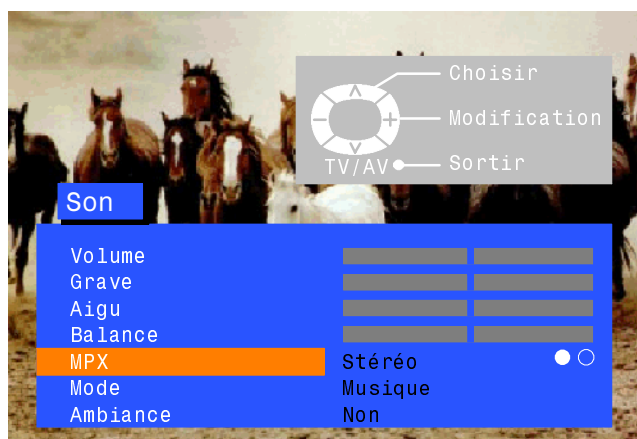 Choisir
Modification
TV/AV Sortir
Son
Volume
Grave
Aigu
Balance
MPX Stéréo
Mode Musique
Ambiance Non